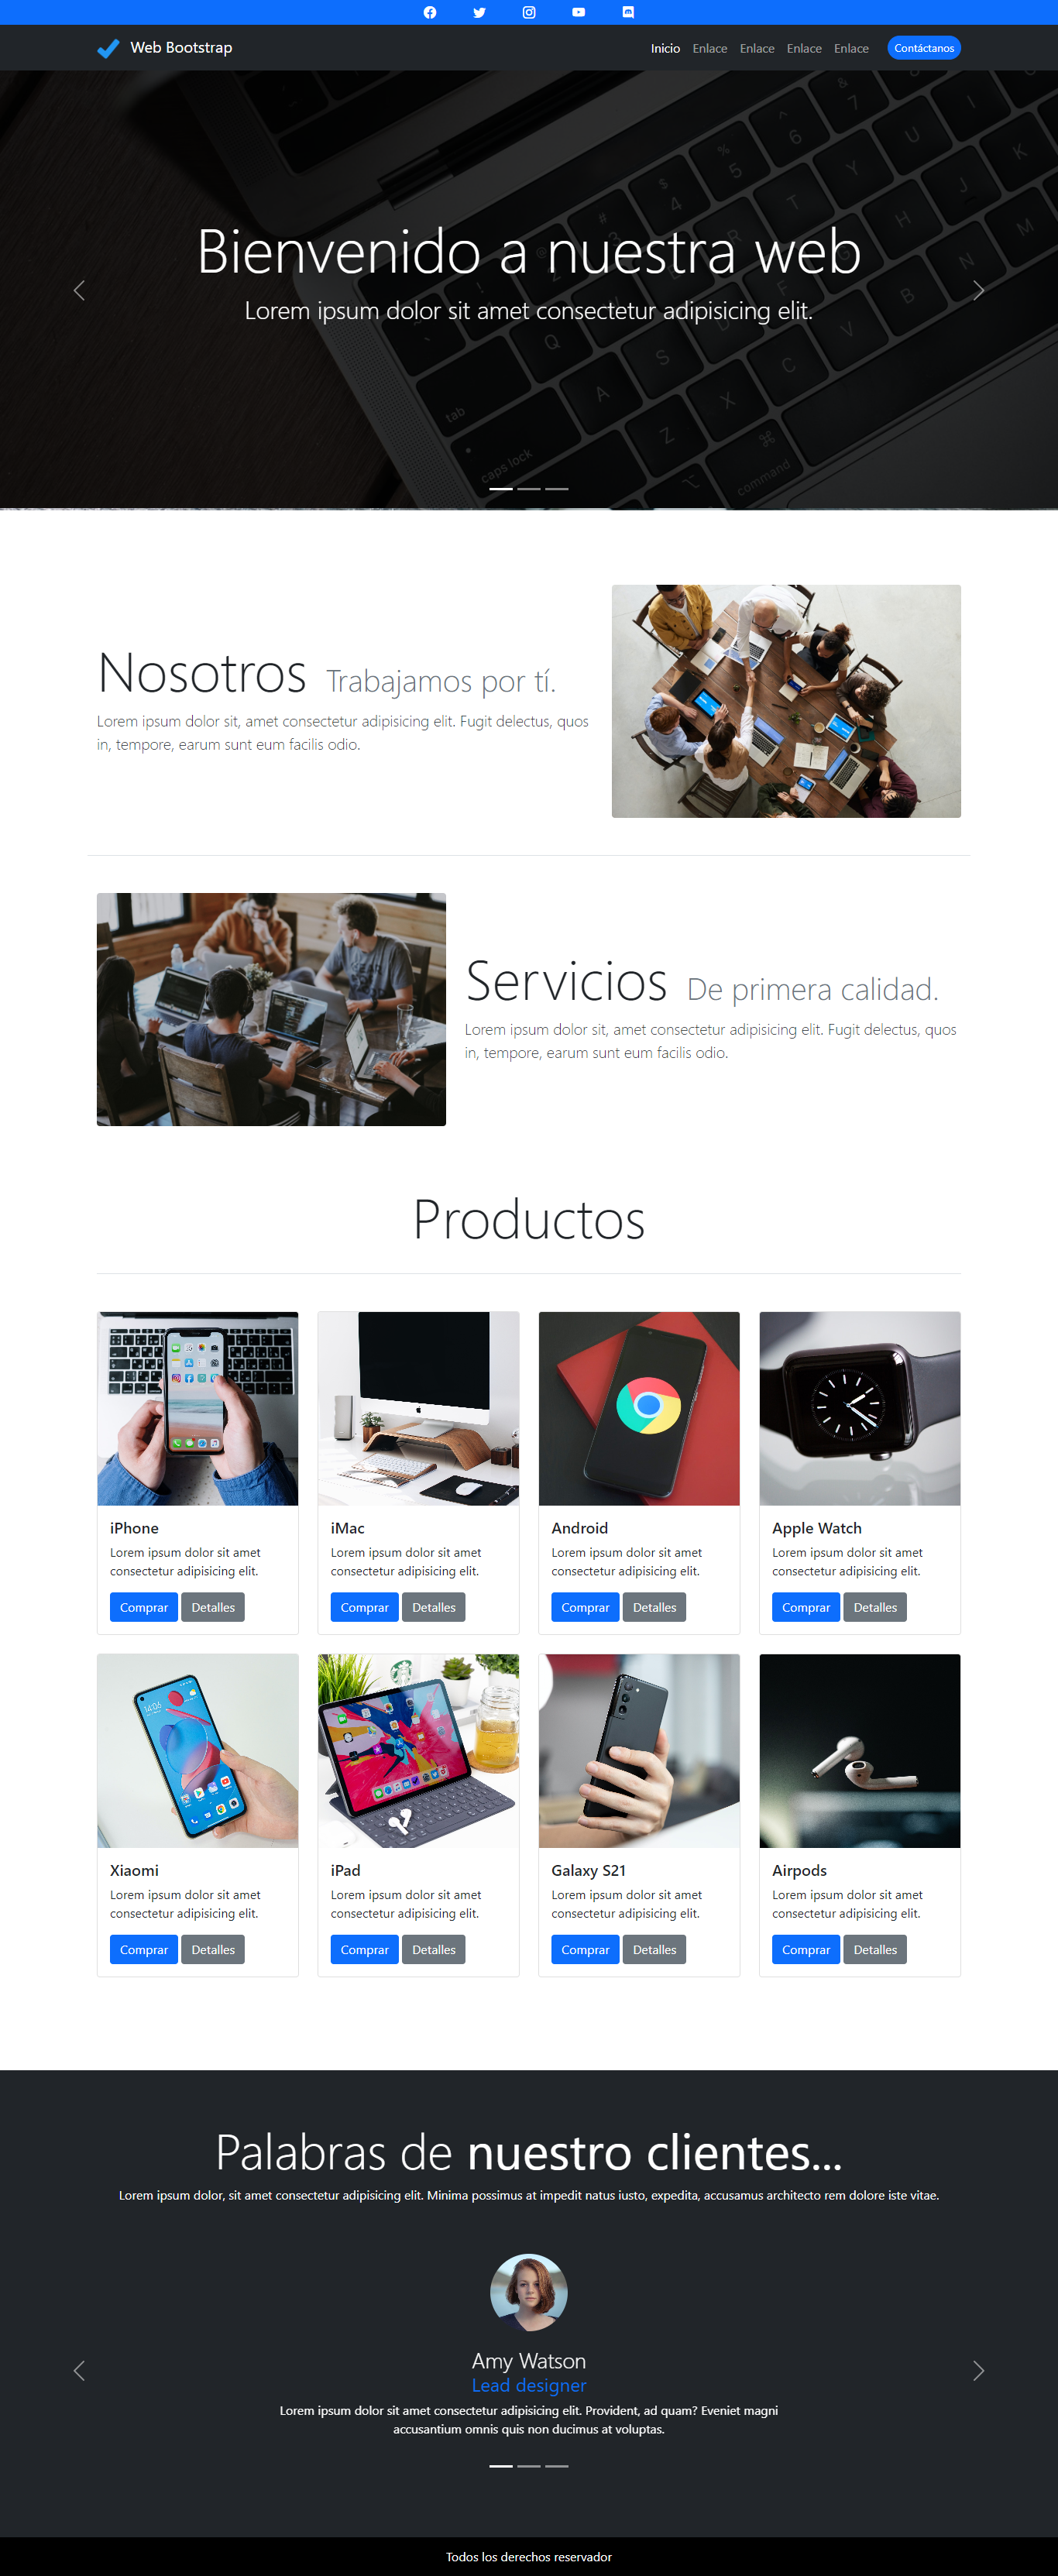 Web Bootstrap
Inicio Enlace Enlace Enlace Enlace Contáctanos
Bienvenido a nuestra web
Lorem ipsum dolor sit amet consectetur adipisicing elit.
tab
caps lock
command
Nosotros Trabajamos por tí.
Lorem ipsum dolor sit, amet consectetur adipisicing elit. Fugit delectus, quos
in, tempore, earum sunt eum facilis odio.
Servicios De primera calidad.
Lorem ipsum dolor sit, amet consectetur adipisicing elit. Fugit delectus, quos
in, tempore, earum sunt eum facilis odio.
Productos
iPhone
Lorem ipsum dolor sit amet
consectetur adipisicing elit.
Comprar Detalles
iMac
Lorem ipsum dolor sit amet
consectetur adipisicing elit.
Comprar Detalles
Android
Lorem ipsum dolor sit amet
consectetur adipisicing elit.
Comprar Detalles
Apple Watch
Lorem ipsum dolor sit amet
consectetur adipisicing elit.
Comprar Detalles
14:05
Xiaomi
Lorem ipsum dolor sit amet
consectetur adipisicing elit.
Comprar Detalles
iPad
Lorem ipsum dolor sit amet
consectetur adipisicing elit.
Comprar Detalles
Galaxy S21
Lorem ipsum dolor sit amet
consectetur adipisicing elit.
Comprar Detalles
Airpods
Lorem ipsum dolor sit amet
consectetur adipisicing elit.
Comprar Detalles
Palabras de nuestro clientes...
Lorem ipsum dolor, sit amet consectetur adipisicing elit. Minima possimus at impedit natus iusto, expedita, accusamus architecto rem dolore iste vitae.
Amy Watson
Lead designer
Lorem ipsum dolor sit amet consectetur adipisicing elit. Provident, ad quam? Eveniet magni
accusantium omnis quis non ducimus at voluptas.
Todos los derechos reservador